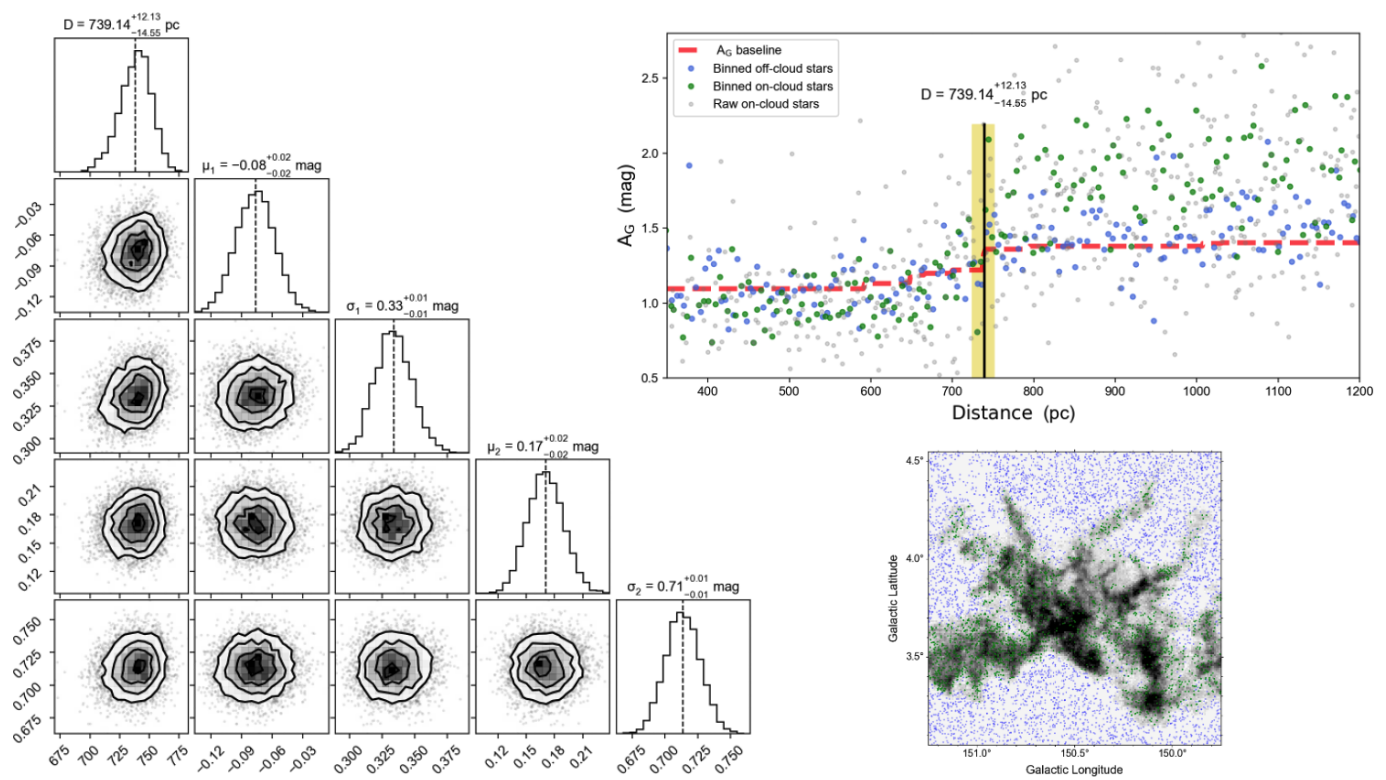 D = 739.14 +12.13 −14.55 pc
μ1 = −0.08 +0.02 −0.02 mag
−0.03
−0.06
−0.09
−0.12
σ1 = 0.33 +0.01 −0.01 mag
0.375
0.350
0.325
0.300
μ2 = 0.17 +0.02 −0.02 mag
0.21
0.18
0.17
0.12
σ2 = 0.71 +0.01 −0.01 mag
0.750
0.725
0.700
0.675
675 700 725 750 775
−0.12 −0.09 −0.06 −0.03
0.300 0.325 0.350 0.375
0.12 0.17 0.18 0.21
0.675 0.700 0.725 0.750
AG baseline
Binned off-cloud stars
Binned on-cloud stars
Raw on-cloud stars
D = 739.14 +12.13 −14.55 pc
AG (mag)
2.5
2.0
1.5
1.0
0.5
400 500 600 700 800 900 1000 1100 1200
Distance (pc)
Galactic Latitude
4.5°
4.0°
3.5°
151.0° 150.5° 150.0°
Galactic Longitude